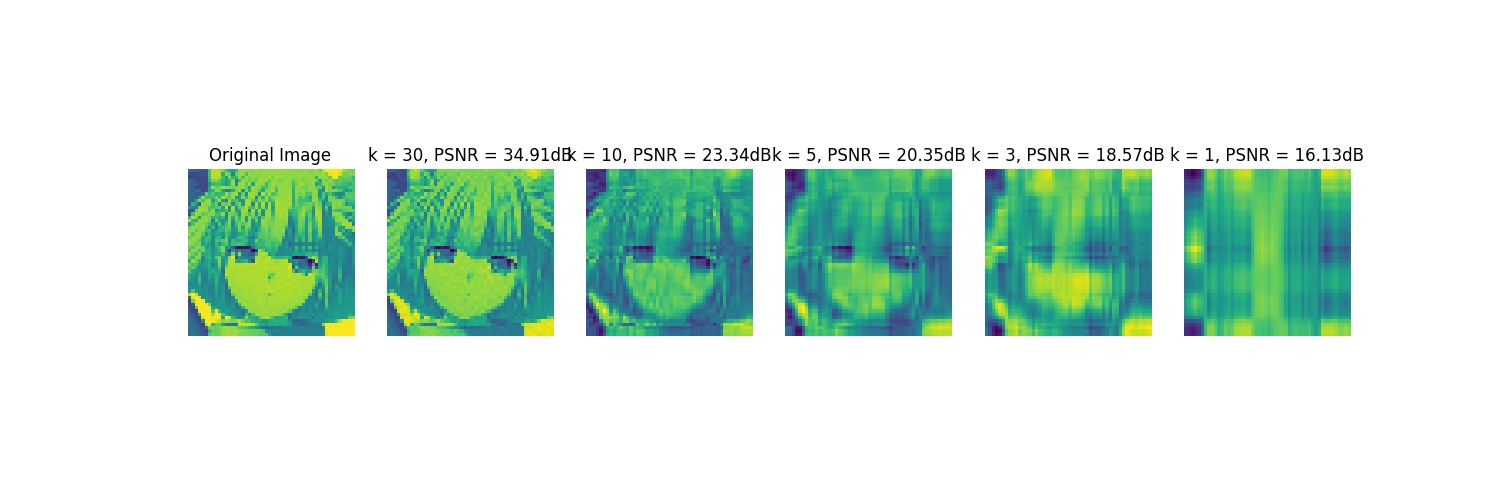 Original Image
k = 30, PSNR = 34.91dB
k = 10, PSNR = 23.34dB
k = 5, PSNR = 20.35dB
k = 3, PSNR = 18.57dB
k = 1, PSNR = 16.13dB